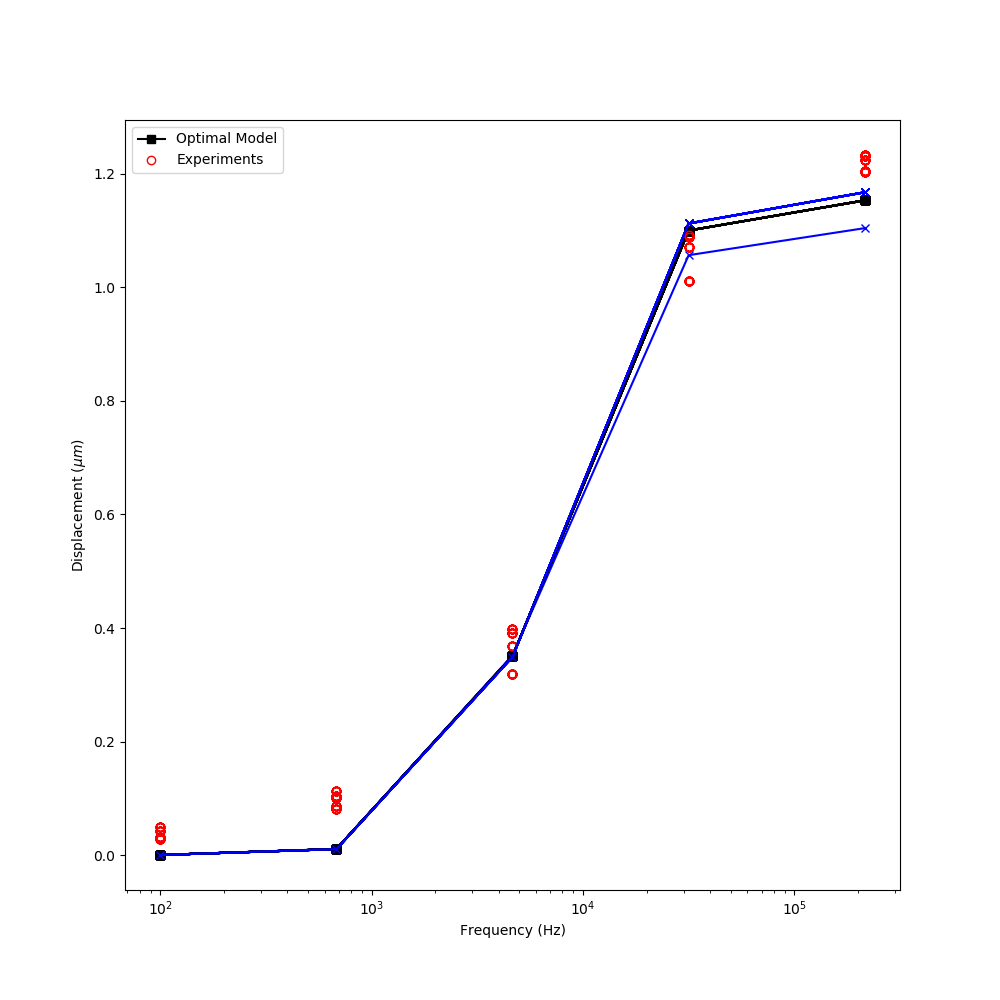 Optimal Model
Experiments
1.2
1.0
0.8
0.6
0.4
0.2
0.0
Displacement (μm)
10² 10³ 10⁴ 10⁵
Frequency (Hz)